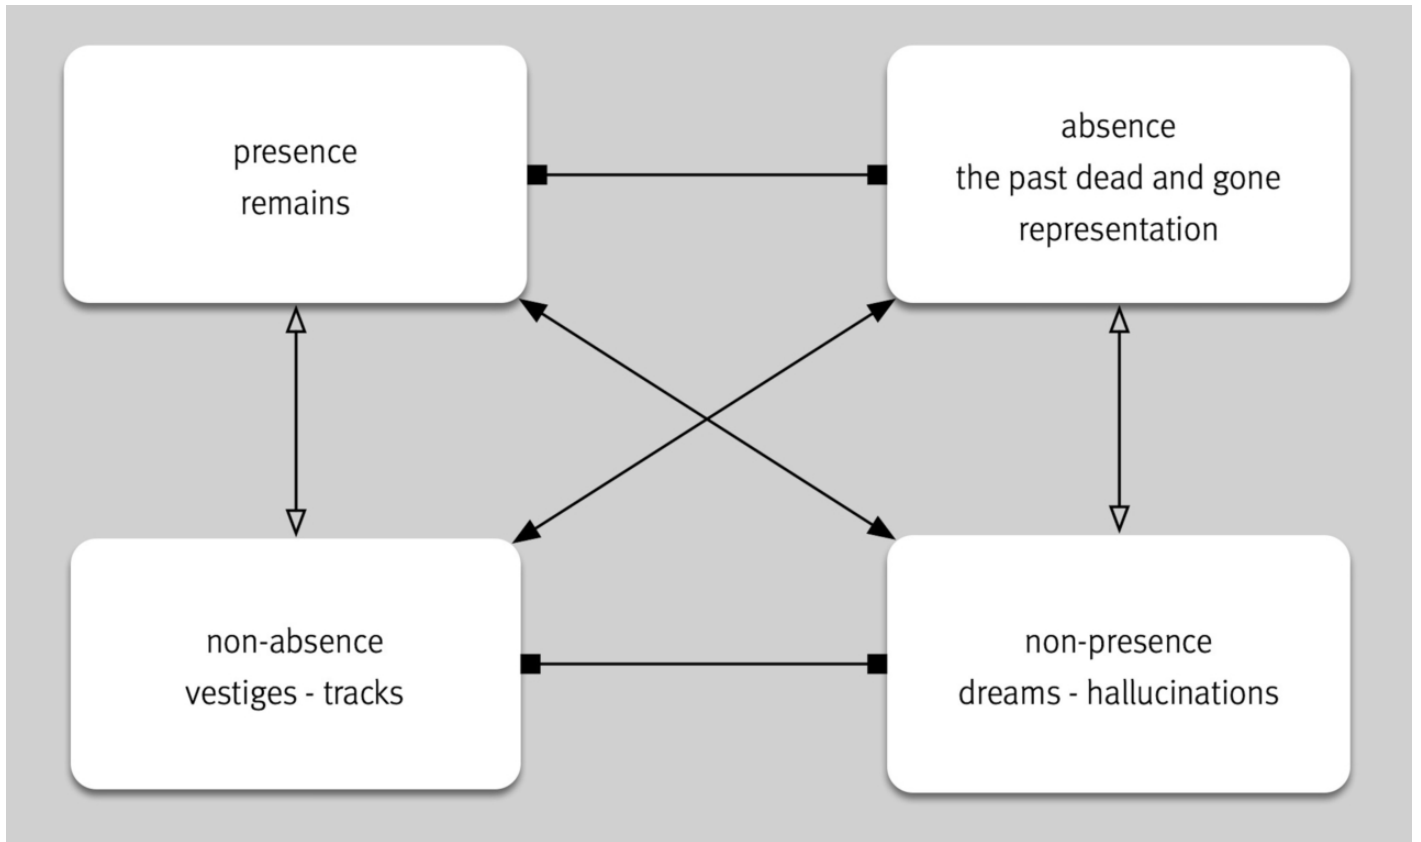 presence
remains
absence
the past dead and gone
representation
non-absence
vestiges - tracks
non-presence
dreams - hallucinations